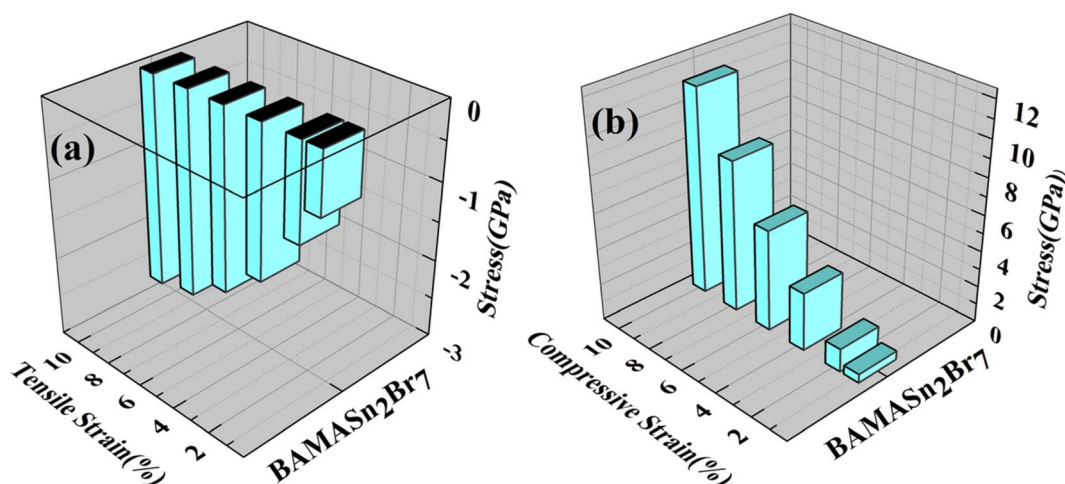 (a)
0
-1
-2
-3
Stress(GPa)
10
8
6
4
2
Tensile Strain(%)
BAMASn2Br7
(b)
12
10
8
6
4
2
0
Stress(GPa)
10
8
6
4
2
Compressive Strain(%)
BAMASn2Br7